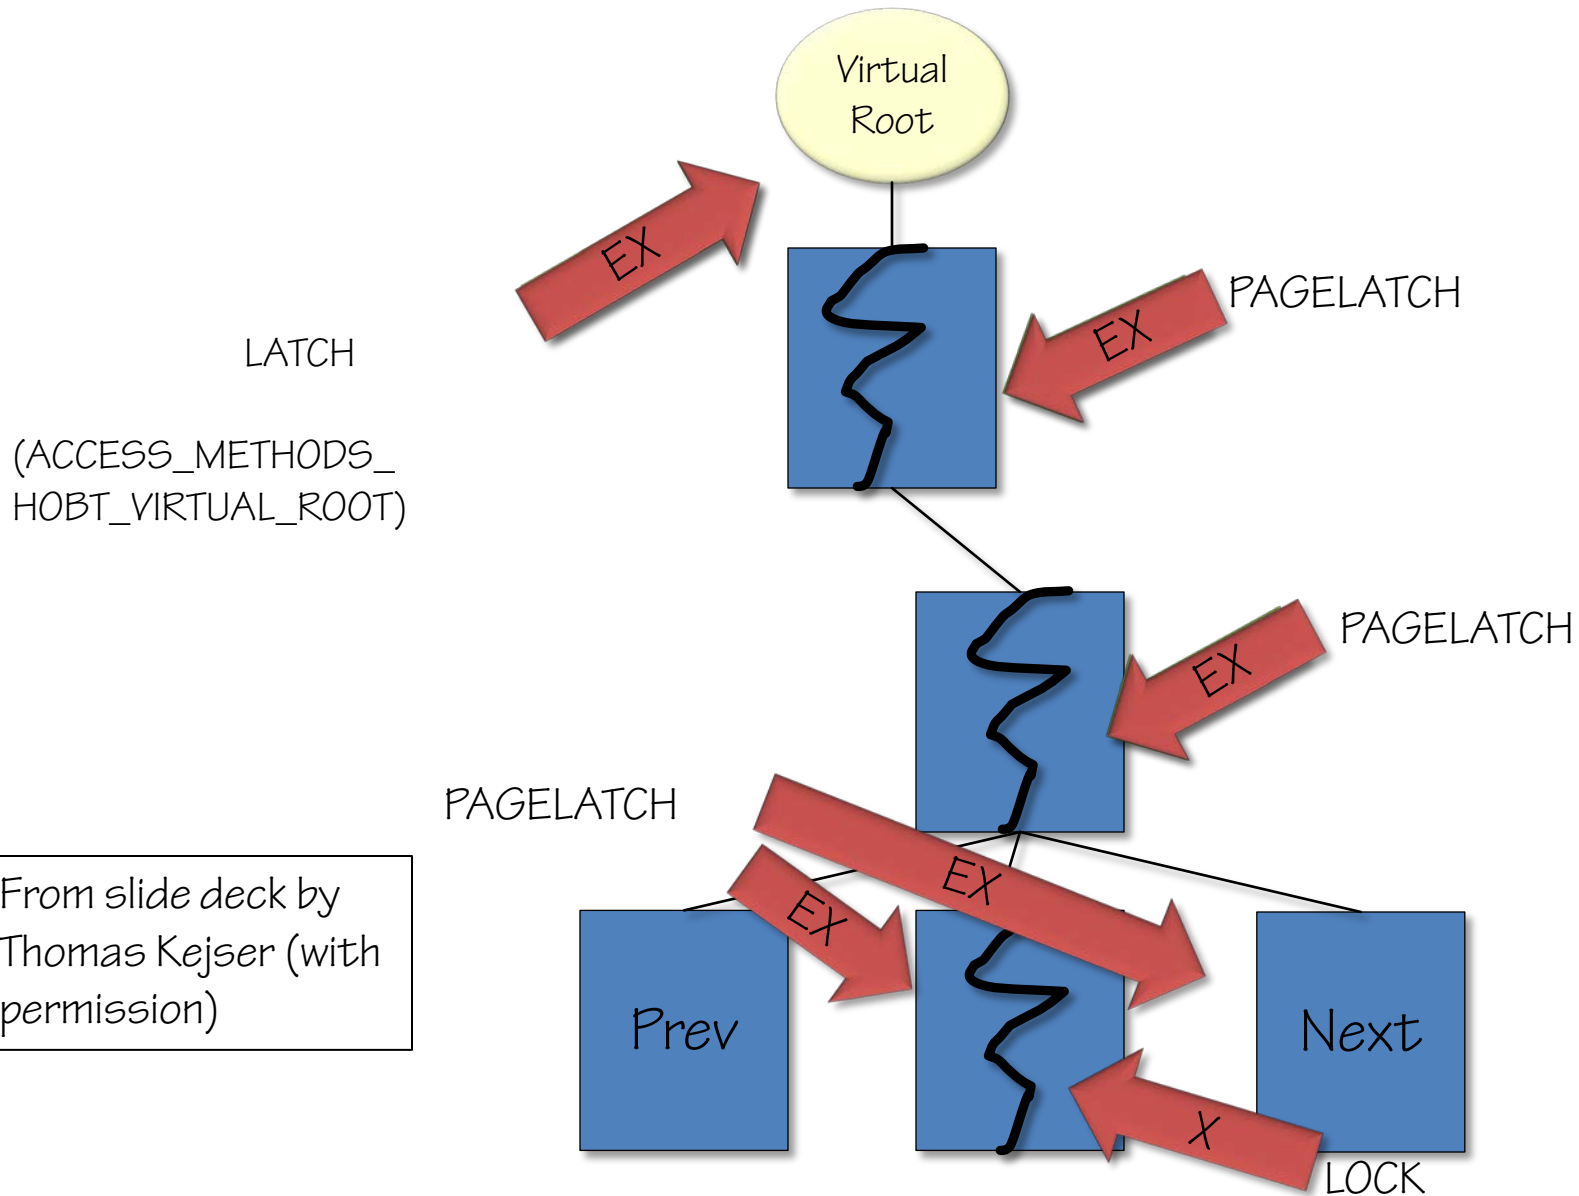 Virtual
Root
EX
PAGELATCH
EX
LATCH
(ACCESS_METHODS_
HOBT_VIRTUAL_ROOT)
PAGELATCH
EX
PAGELATCH
EX
EX
From slide deck by
Thomas Kejser (with
permission)
Prev
Next
X
LOCK